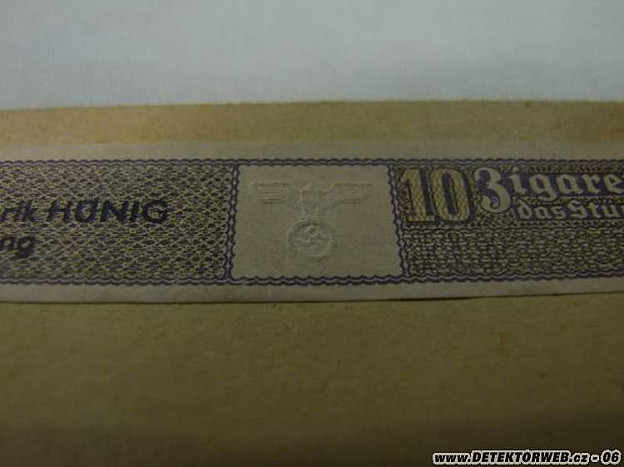 rik HÜNIG
ng
10 Zigare
das Stü
www.DETEKTORWEB.cz - 06